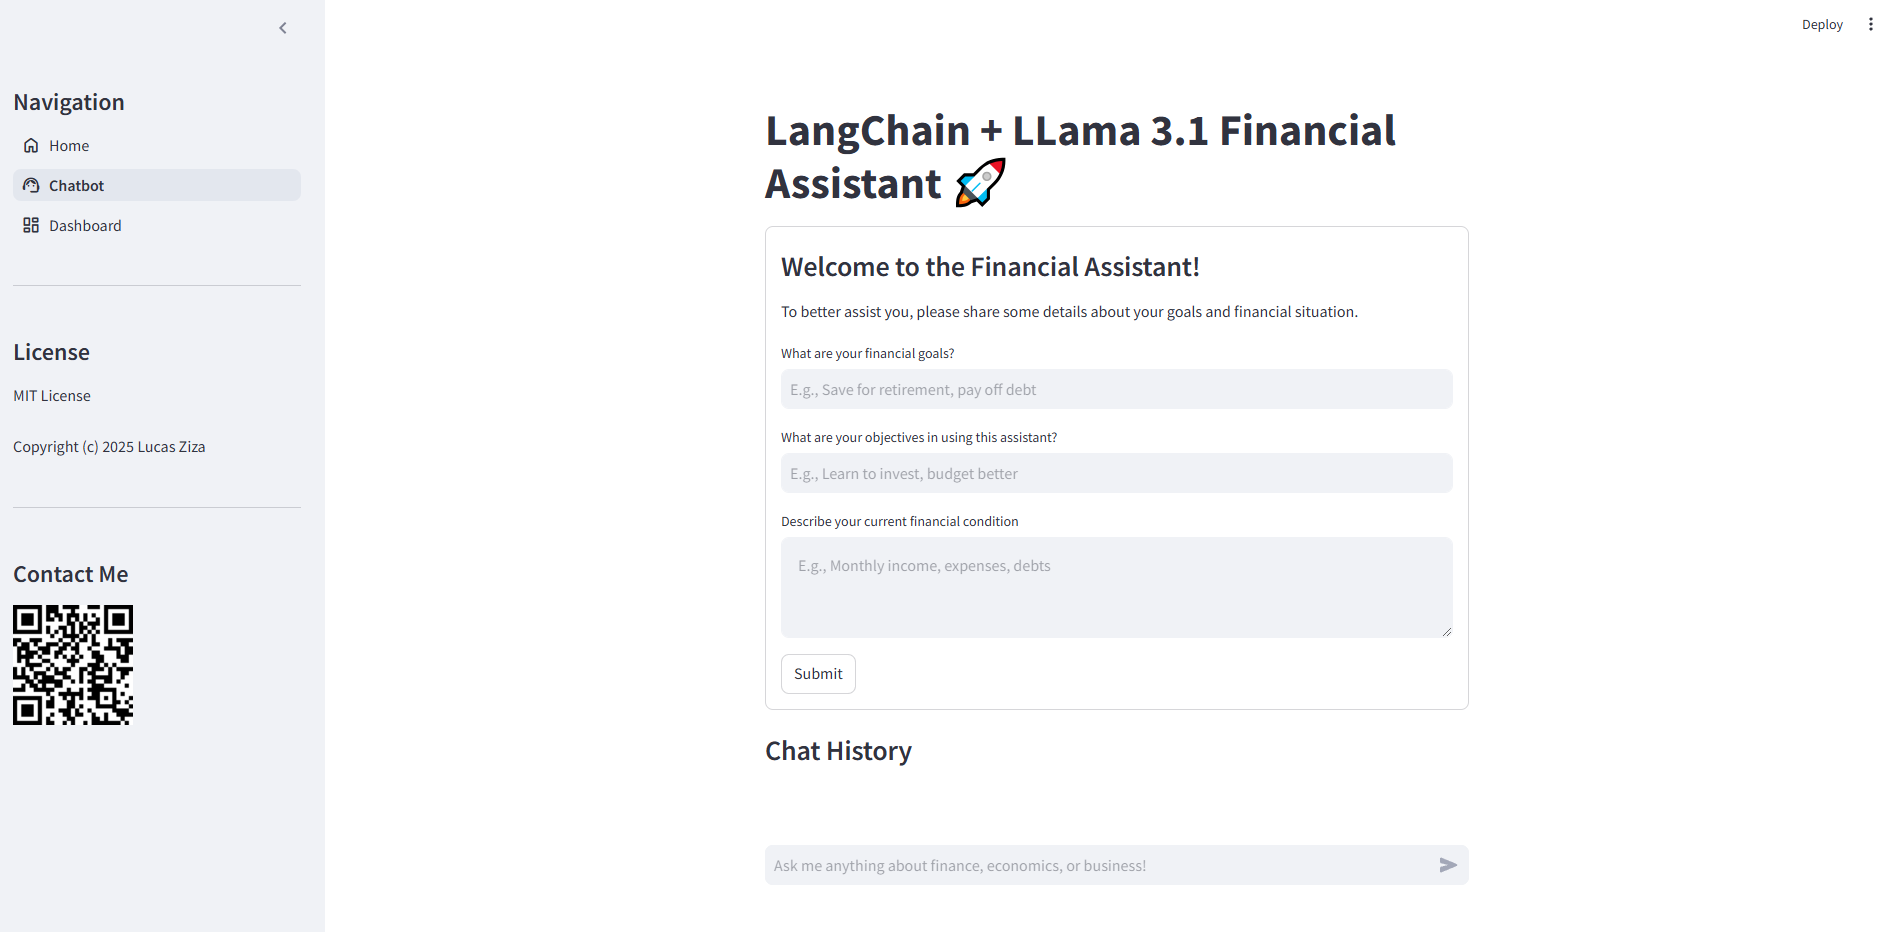 Deploy
Navigation
Home
Chatbot
Dashboard
License
MIT License
Copyright (c) 2025 Lucas Ziza
Contact Me
LangChain + LLama 3.1 Financial
Assistant
Welcome to the Financial Assistant!
To better assist you, please share some details about your goals and financial situation.
What are your financial goals?
E.g., Save for retirement, pay off debt
What are your objectives in using this assistant?
E.g., Learn to invest, budget better
Describe your current financial condition
E.g., Monthly income, expenses, debts
Submit
Chat History
Ask me anything about finance, economics, or business!